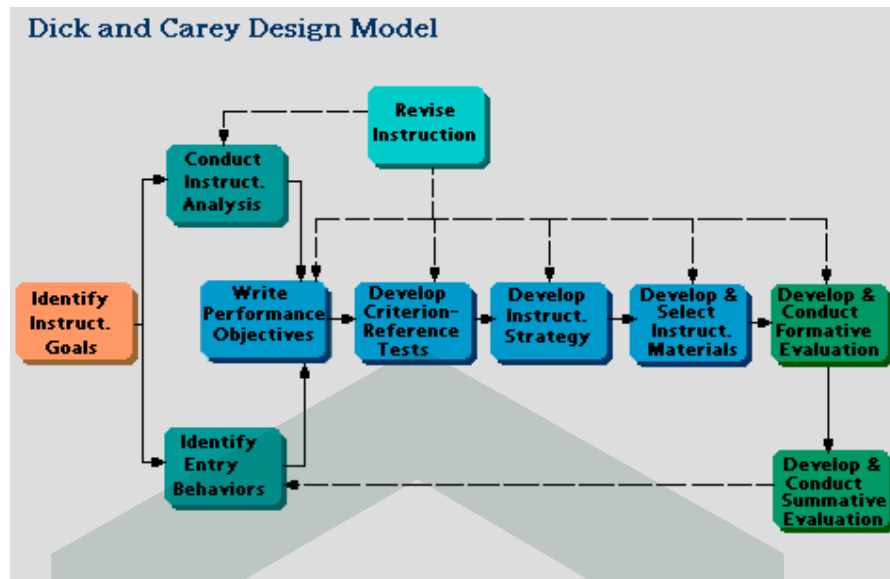 Dick and Carey Design Model
Revise
Instruction
Conduct
Instruct.
Analysis
Identify
Instruct.
Goals
Write
Performance
Objectives
Develop
Criterion-
Reference
Tests
Develop
Instruct.
Strategy
Develop &
Select
Instruct.
Materials
Develop &
Conduct
Formative
Evaluation
Identify
Entry
Behaviors
Develop &
Conduct
Summative
Evaluation